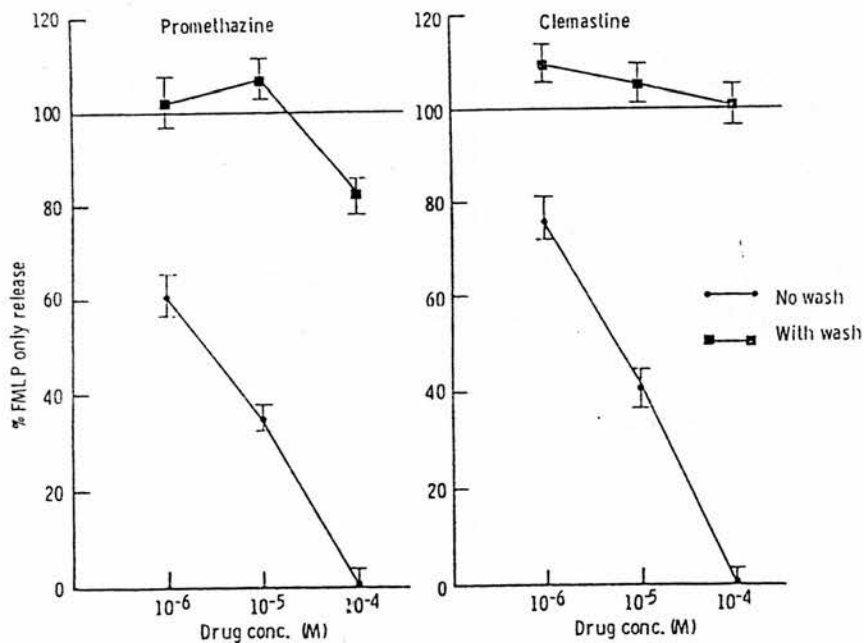 Promethazine
120
100
80
60
40
20
0
% FMLP only release
10⁻⁶ 10⁻⁵ 10⁻⁴
Drug conc. (M)
Clemastine
120
100
80
60
40
20
0
10⁻⁶ 10⁻⁵ 10⁻⁴
Drug conc. (M)
No wash
With wash